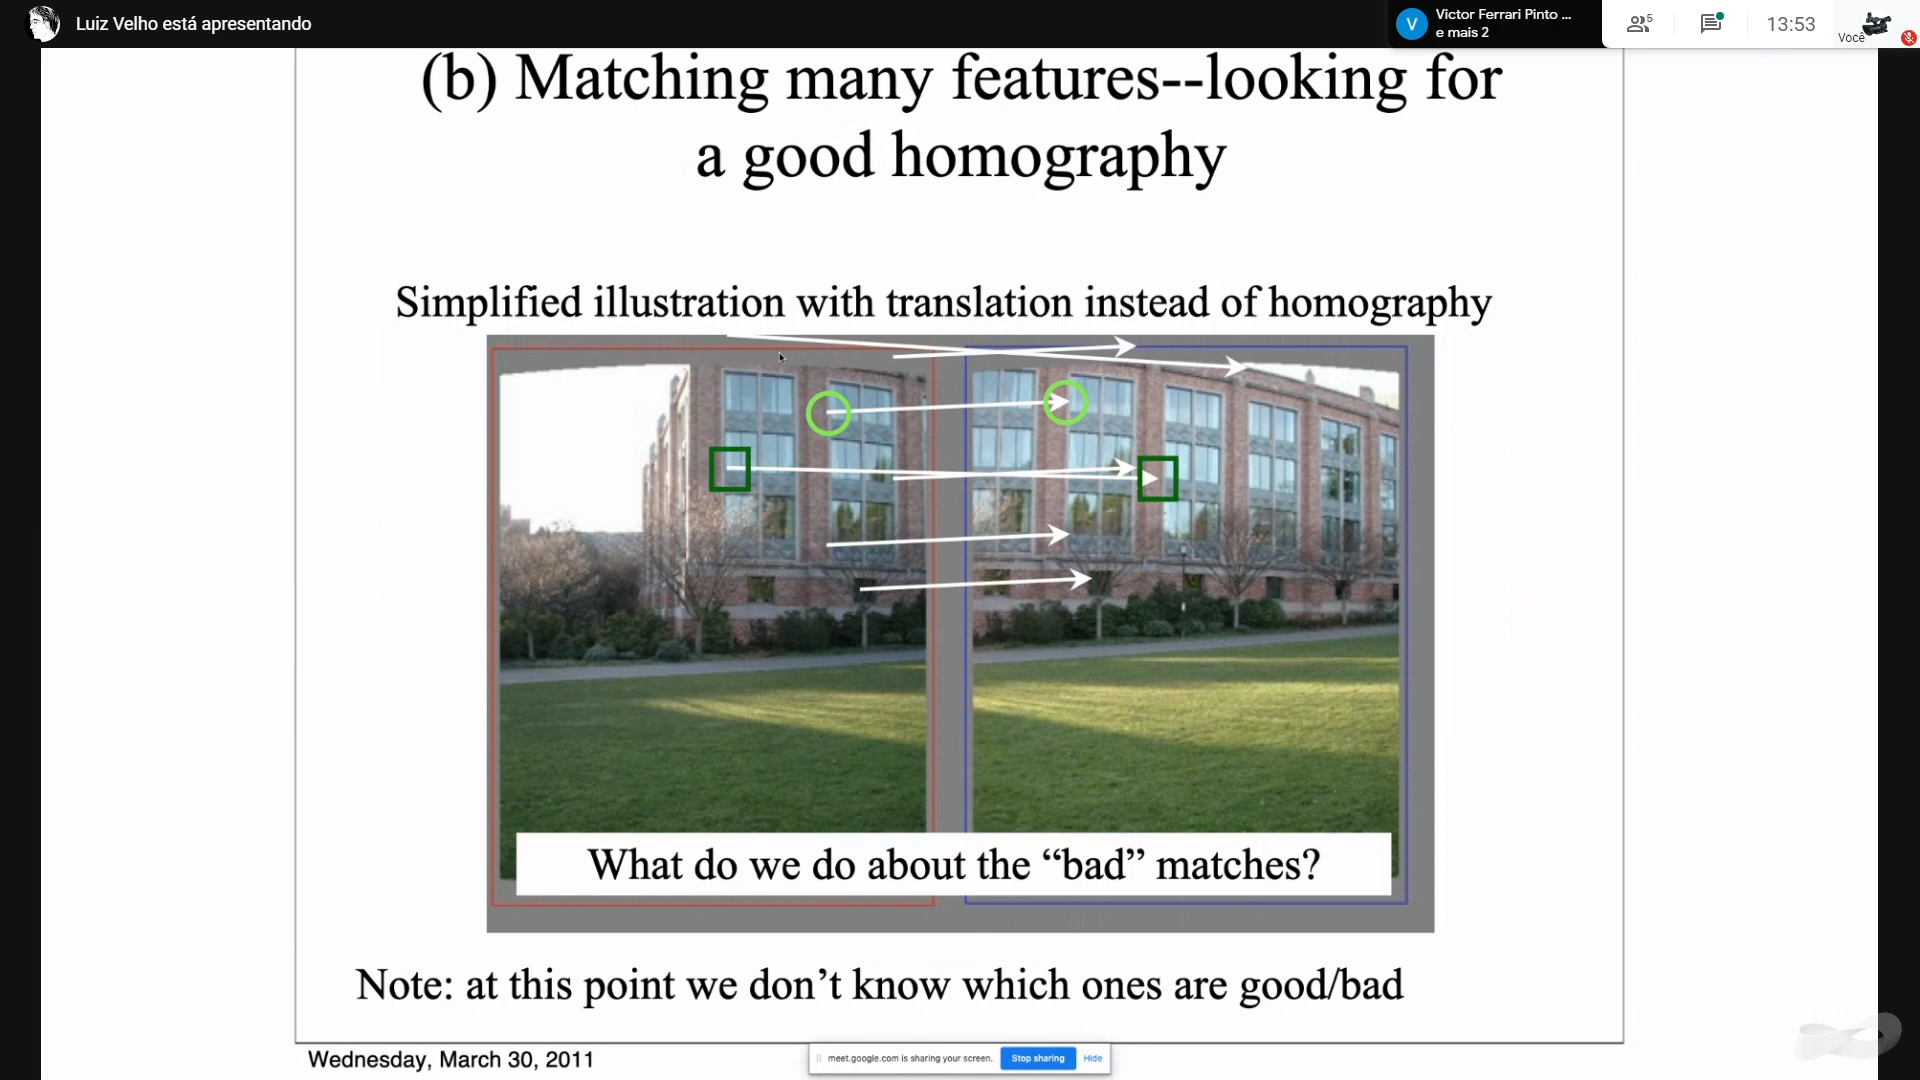 Luiz Velho está apresentando
V
Victor Ferrari Pinto ...
e mais 2
5
13:53
Você
(b) Matching many features--looking for
a good homography
Simplified illustration with translation instead of homography
What do we do about the “bad” matches?
Note: at this point we don’t know which ones are good/bad
Wednesday, March 30, 2011
meet.google.com is sharing your screen.
Stop sharing
Hide